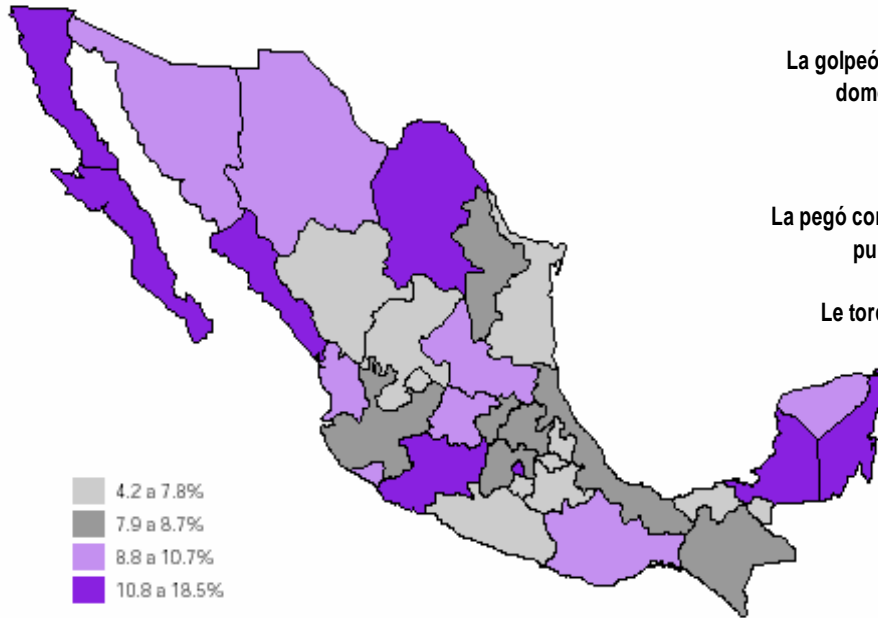 La golpeó
La pegó
Le
4.2 a 7.8%
7.9 a 8.7%
8.8 a 10.7%
10.8 a 18.5%